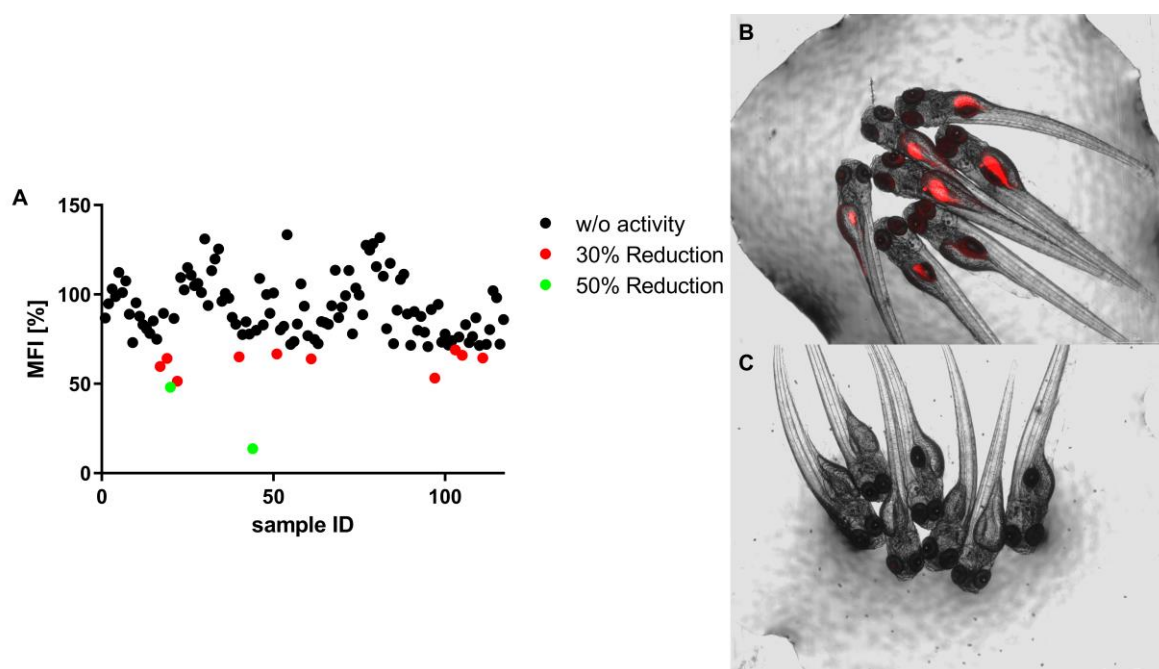 A
MFI [%]
150
100
50
0
0 50 100
sample ID
w/o activity
30% Reduction
50% Reduction
B
C